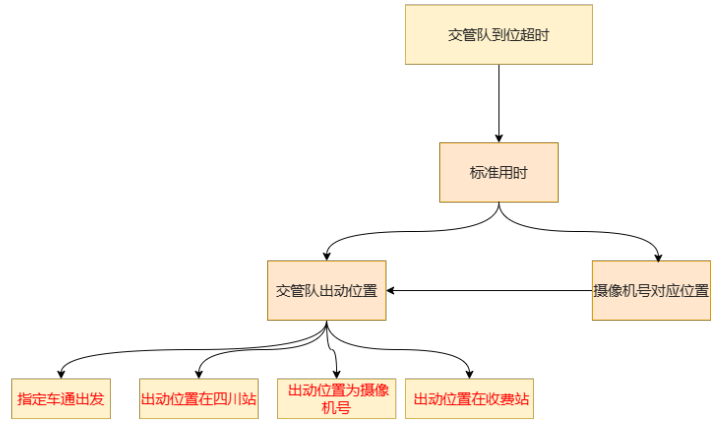 交管队到位超时
标准用时
交管队出动位置
摄像机号对应位置
指定车通出发
出动位置在四川站
出动位置为摄像
机号
出动位置在收费站